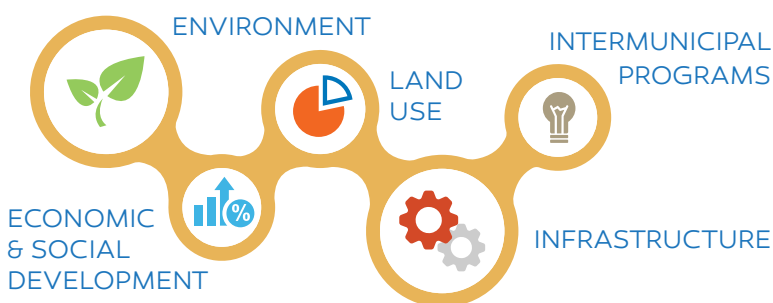 ENVIRONMENT
ECONOMIC
& SOCIAL
DEVELOPMENT
%
LAND
USE
INFRASTRUCTURE
INTERMUNICIPAL
PROGRAMS